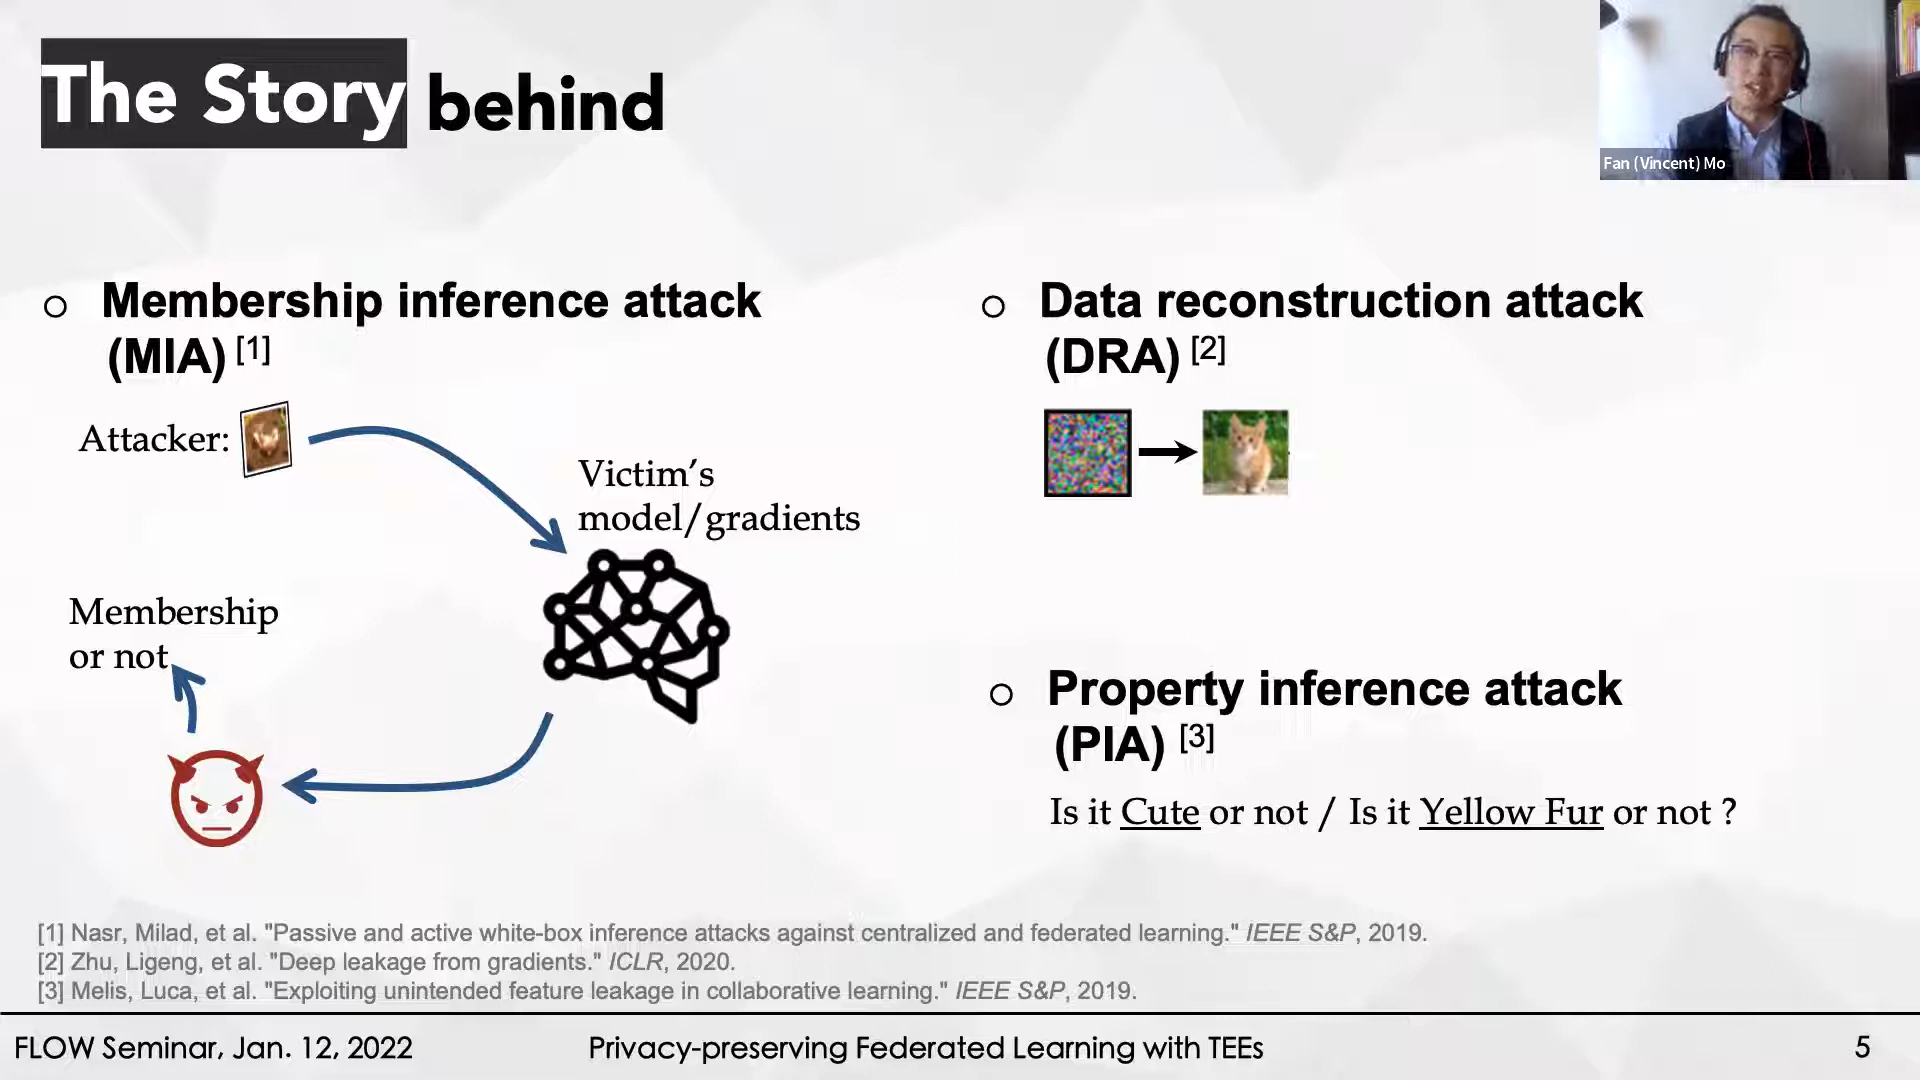 The Story behind
Fan (Vincent) Mo
○ Membership inference attack
(MIA) [1]
Attacker:
Victim's
model/gradients
Membership
or not
○ Data reconstruction attack
(DRA) [2]
○ Property inference attack
(PIA) [3]
Is it Cute or not / Is it Yellow Fur or not ?
[1] Nasr, Milad, et al. "Passive and active white-box inference attacks against centralized and federated learning." IEEE S&P, 2019.
[2] Zhu, Ligeng, et al. "Deep leakage from gradients." ICLR, 2020.
[3] Melis, Luca, et al. "Exploiting unintended feature leakage in collaborative learning." IEEE S&P, 2019.
FLOW Seminar, Jan. 12, 2022
Privacy-preserving Federated Learning with TEEs
5